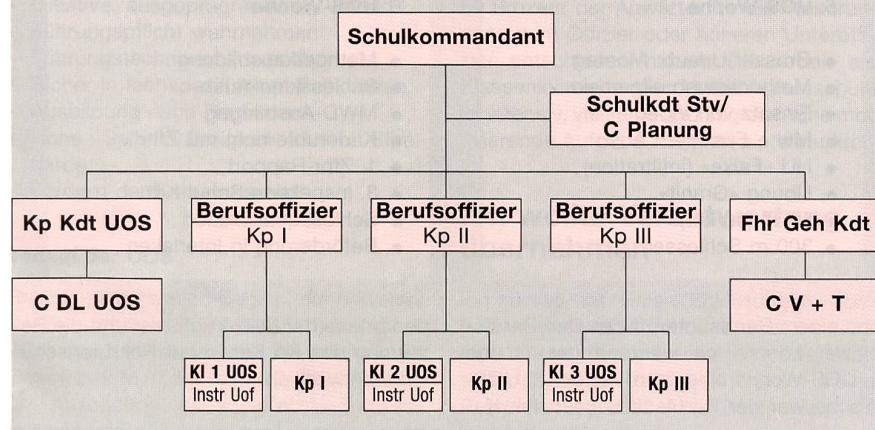 Schulkommandant
Schulkdt Stv/
C Planung
Kp Kdt UOS
Berufsoffizier
Kp I
Berufsoffizier
Kp II
Berufsoffizier
Kp III
Fhr Geh Kdt
C DL UOS
C V + T
Kl 1 UOS
Instr Uof
Kp I
Kl 2 UOS
Instr Uof
Kp II
Kl 3 UOS
Instr Uof
Kp III